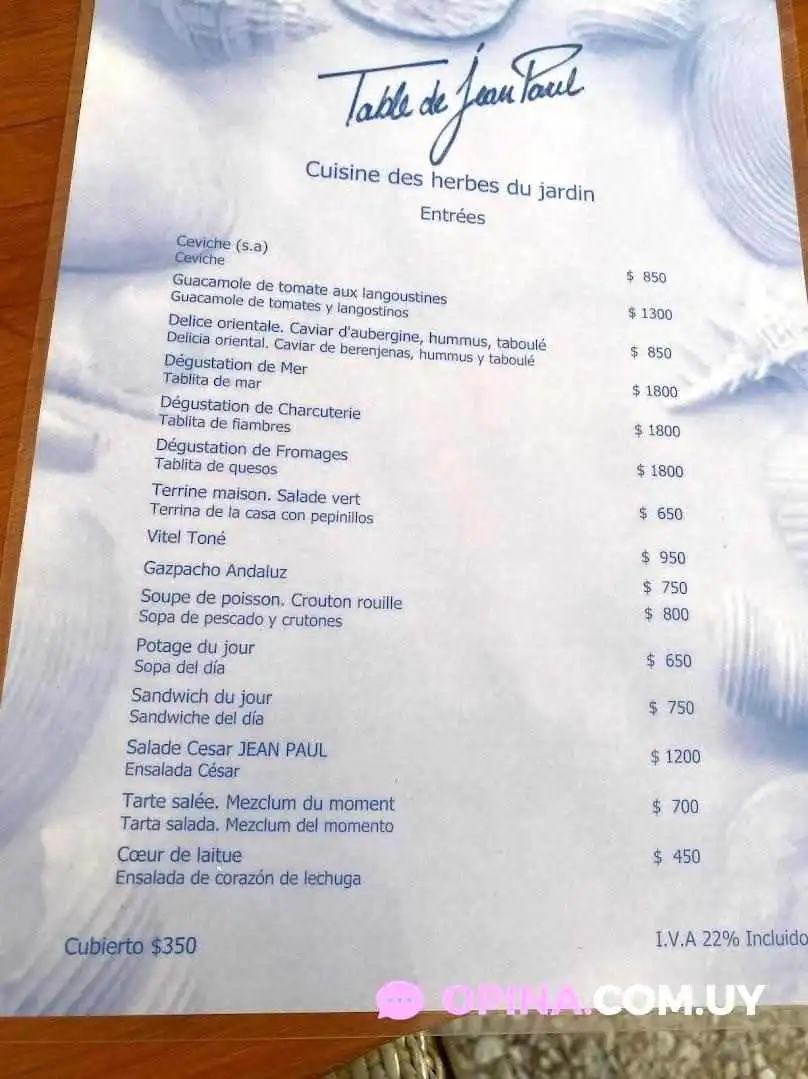 Table de Jean Paul
Cuisine des herbes du jardin
Entrées
Ceviche (s.a)
Ceviche
$ 850
Guacamole de tomate aux langoustines
Guacamole de tomates y langostinos
$ 1300
Delice orientale. Caviar d'aubergine, hummus, taboulé
Delicia oriental. Caviar de berenjenas, hummus y taboulé
$ 850
Dégustation de Mer
Tablita de mar
$ 1800
Dégustation de Charcuterie
Tablita de fiambres
$ 1800
Dégustation de Fromages
Tablita de quesos
$ 1800
Terrine maison. Salade vert
Terrina de la casa con pepinillos
$ 650
Vitel Toné
$ 950
Gazpacho Andaluz
$ 750
Soupe de poisson. Crouton rouille
Sopa de pescado y crutones
$ 800
Potage du jour
Sopa del día
$ 650
Sandwich du jour
Sandwiche del día
$ 750
Salade Cesar JEAN PAUL
Ensalada César
$ 1200
Tarte salée. Mezclum du moment
Tarta salada. Mezclum del momento
$ 700
Cœur de laitue
Ensalada de corazón de lechuga
$ 450
Cubierto $350
I.V.A 22% Incluido
OPINA.COM.UY